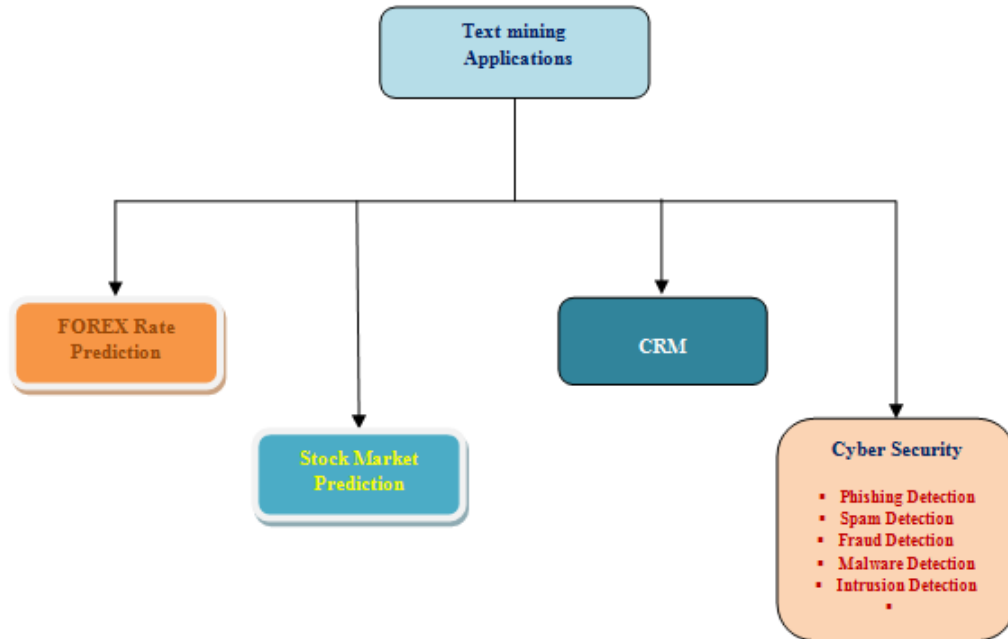 Text mining
Applications
FOREX Rate
Prediction
CRM
Stock Market
Prediction
Cyber Security
▪ Phishing Detection
▪ Spam Detection
▪ Fraud Detection
▪ Malware Detection
▪ Intrusion Detection
▪